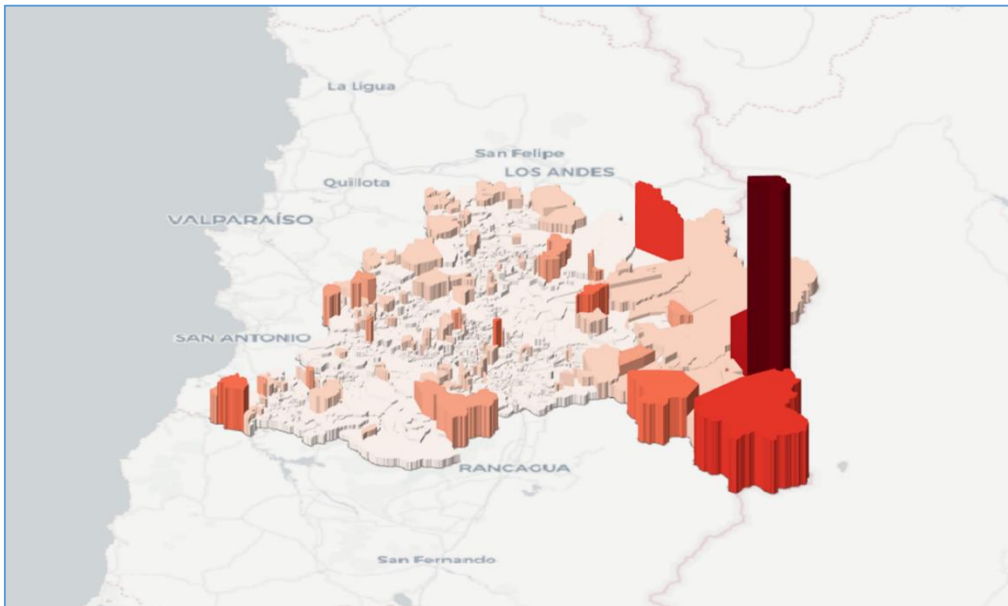 La Ligua
San Felipe
LOS ANDES
Quillota
VALPARAÍSO
SAN ANTONIO
RANCAGUA
San Fernando